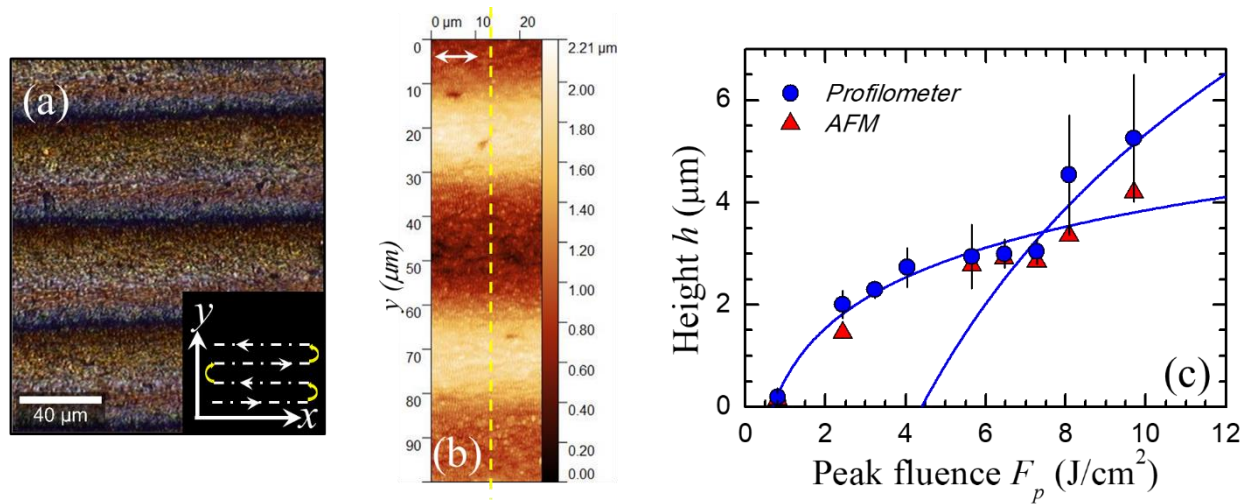 (a)
y
x
40 µm
0 µm 10 20
0
10
20
30
40
50
60
70
80
90
y (µm)
(b)
2.21 µm
2.00
1.80
1.60
1.40
1.20
1.00
0.80
0.60
0.40
0.20
0.00
Profilometer
AFM
Height h (µm)
6
4
2
0
(c)
0 2 4 6 8 10 12
Peak fluence Fp (J/cm²)